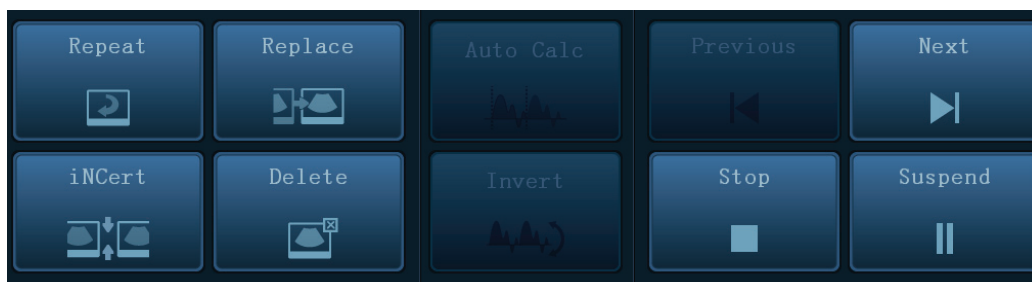 Repeat
Replace
Auto Calc
Previous
Next
iNCert
Delete
Invert
Stop
Suspend